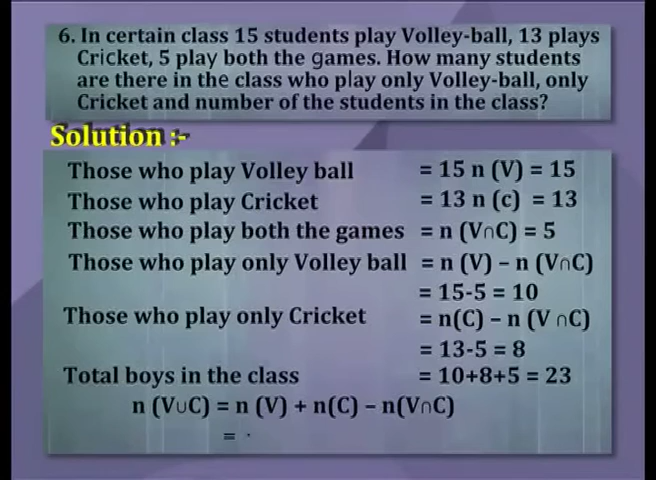 6. In certain class 15 students play Volley-ball, 13 plays
Cricket, 5 play both the games. How many students
are there in the class who play only Volley-ball, only
Cricket and number of the students in the class?
Solution :-
Those who play Volley ball = 15 n (V) = 15
Those who play Cricket = 13 n (c) = 13
Those who play both the games = n (V∩C) = 5
Those who play only Volley ball = n (V) – n (V∩C)
= 15-5 = 10
Those who play only Cricket = n(C) – n (V ∩C)
= 13-5 = 8
Total boys in the class = 10+8+5 = 23
n (V∪C) = n (V) + n(C) – n(V∩C)
=